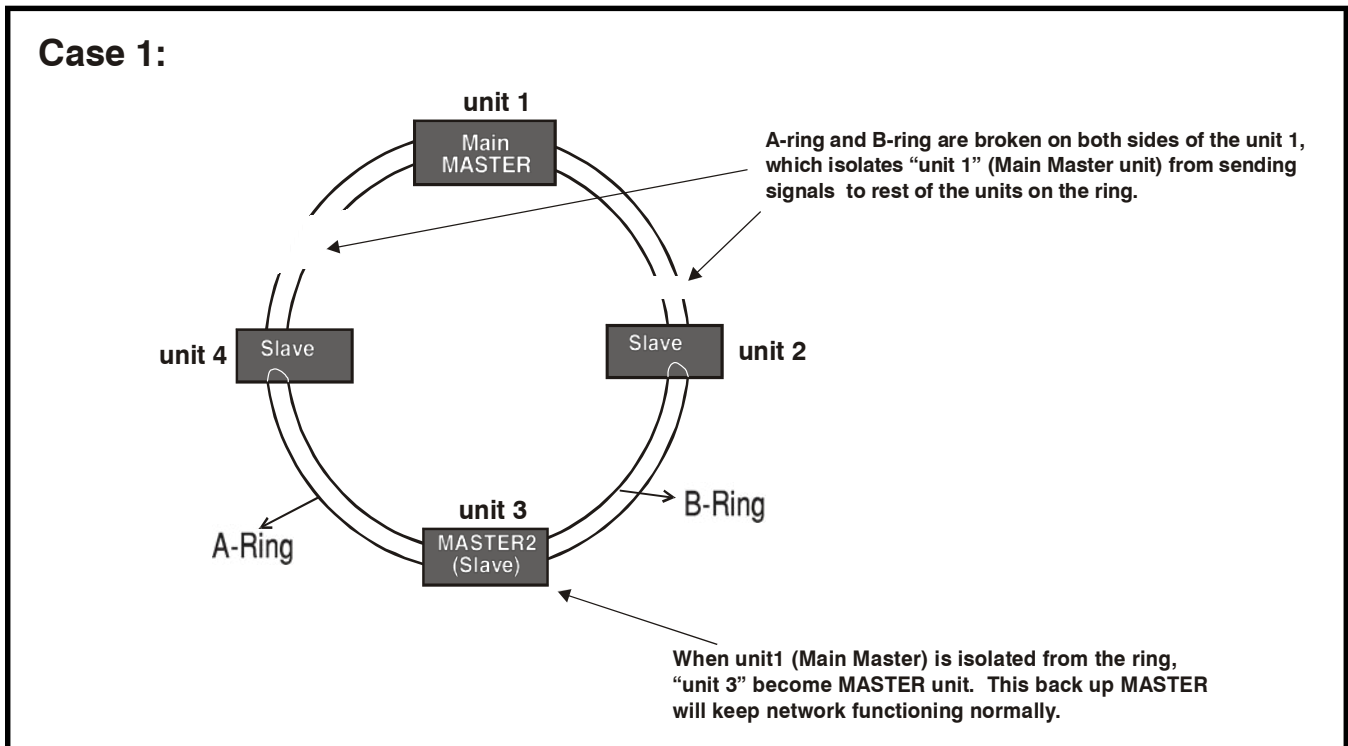 Case 1:
unit 1
Main
MASTER
A-ring and B-ring are broken on both sides of the unit 1,
which isolates “unit 1” (Main Master unit) from sending
signals to rest of the units on the ring.
unit 4
Slave
Slave
unit 2
A-Ring
B-Ring
unit 3
MASTER2
(Slave)
When unit1 (Main Master) is isolated from the ring,
“unit 3” become MASTER unit. This back up MASTER
will keep network functioning normally.